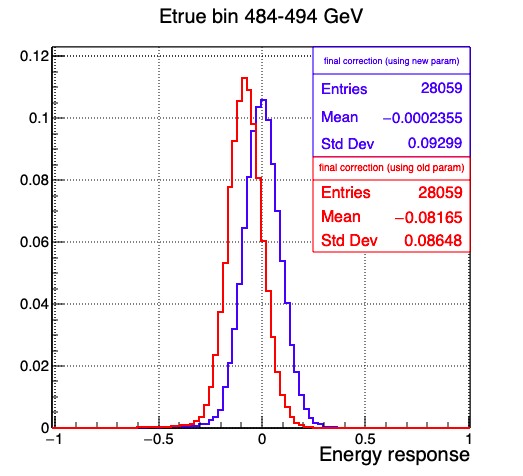 Etrue bin 484-494 GeV
0.12
0.1
0.08
0.06
0.04
0.02
0
−1
−0.5
0
0.5
1
Energy response
final correction (using new param)
Entries 28059
Mean −0.0002355
Std Dev 0.09299
final correction (using old param)
Entries 28059
Mean −0.08165
Std Dev 0.08648